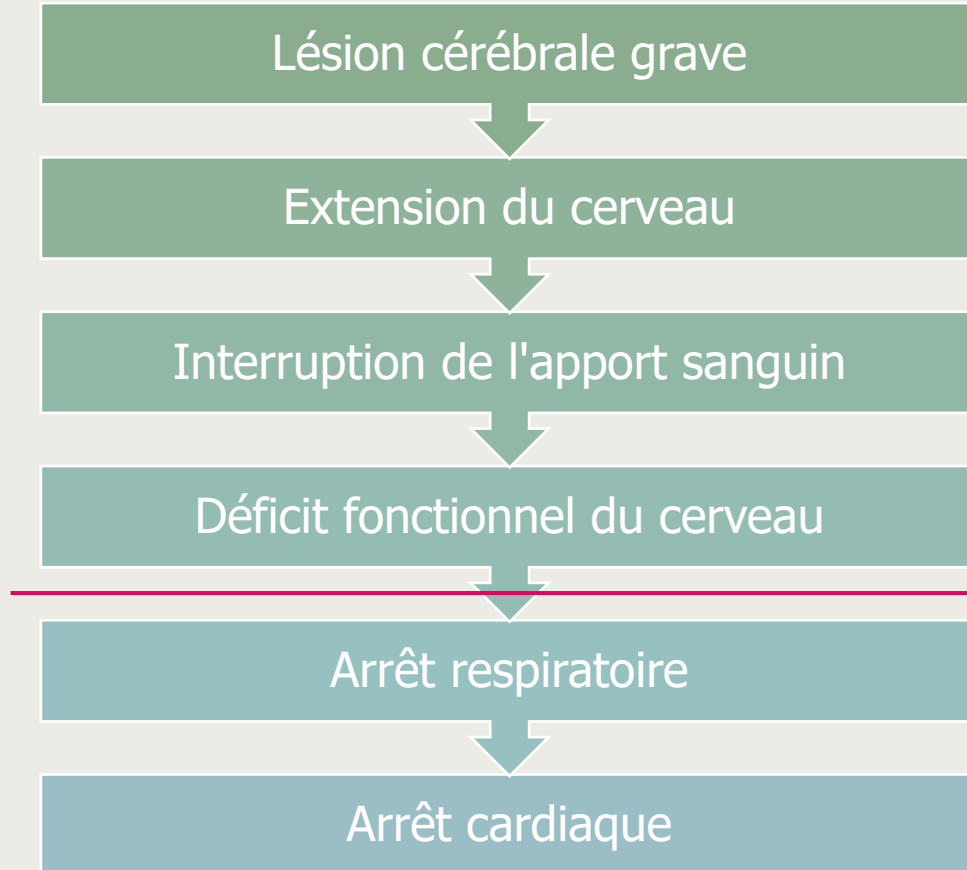 Lésion cérébrale grave
Extension du cerveau
Interruption de l'apport sanguin
Déficit fonctionnel du cerveau
Arrêt respiratoire
Arrêt cardiaque